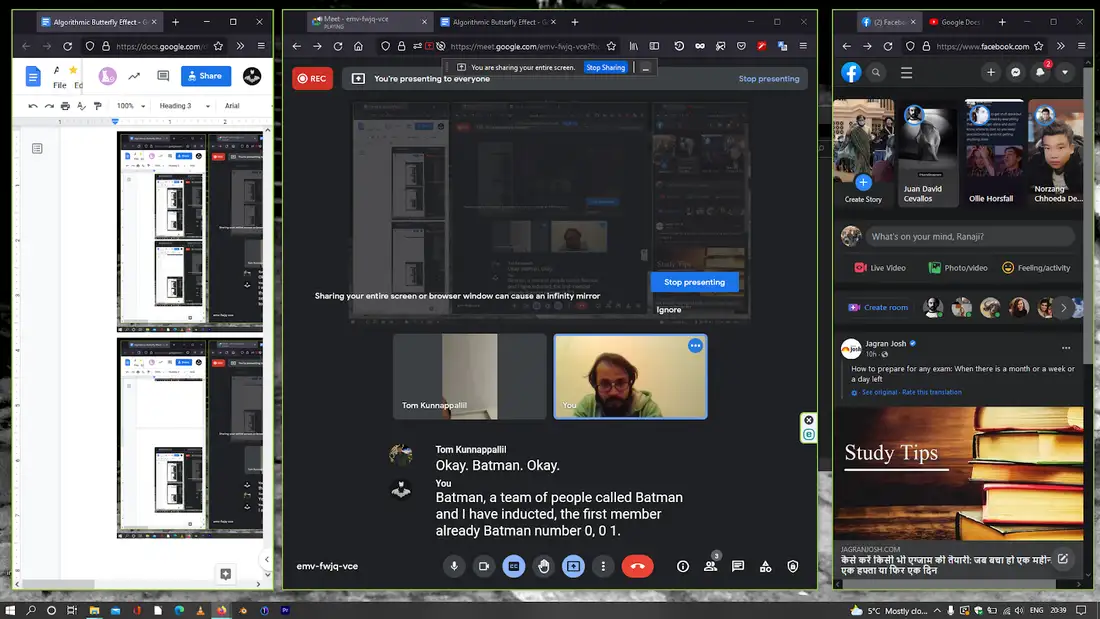 Algorithmic Butterfly Effect - G
https://docs.google.com/d
File
Ed
Share
100%
Heading 3
Arial
Meet - emv-fwjq-vce
PLAYING
Algorithmic Butterfly Effect - G
https://meet.google.com/emv-fwjq-vce?
You are sharing your entire screen.
Stop Sharing
REC
You're presenting to everyone
Stop presenting
Sharing your entire screen or browser window can cause an infinity mirror
Stop presenting
Ignore
Tom Kunnappallil
You
Tom Kunnappallil
Okay. Batman. Okay.
You
Batman, a team of people called Batman
and I have inducted, the first member
already Batman number 0, 0 1.
emv-fwjq-vce
3
(2) Faceb
Google Docs
https://www.facebook.com
2
Create Story
Juan David
Cevallos
Ollie Horsfall
Norzang
Chhoeda De...
What's on your mind, Ranaji?
Live Video
Photo/video
Feeling/activity
Create room
Jagran Josh
10h
How to prepare for any exam: When there is a month or a week or
a day left
See original · Rate this translation
Study Tips
JAGRANJOSH.COM
कैसे करें किसी भी एग्जाम की तैयारी: जब बचा हो एक महीना
एक हफ्ता या फिर एक दिन
5°C Mostly clo...
ENG
20:39